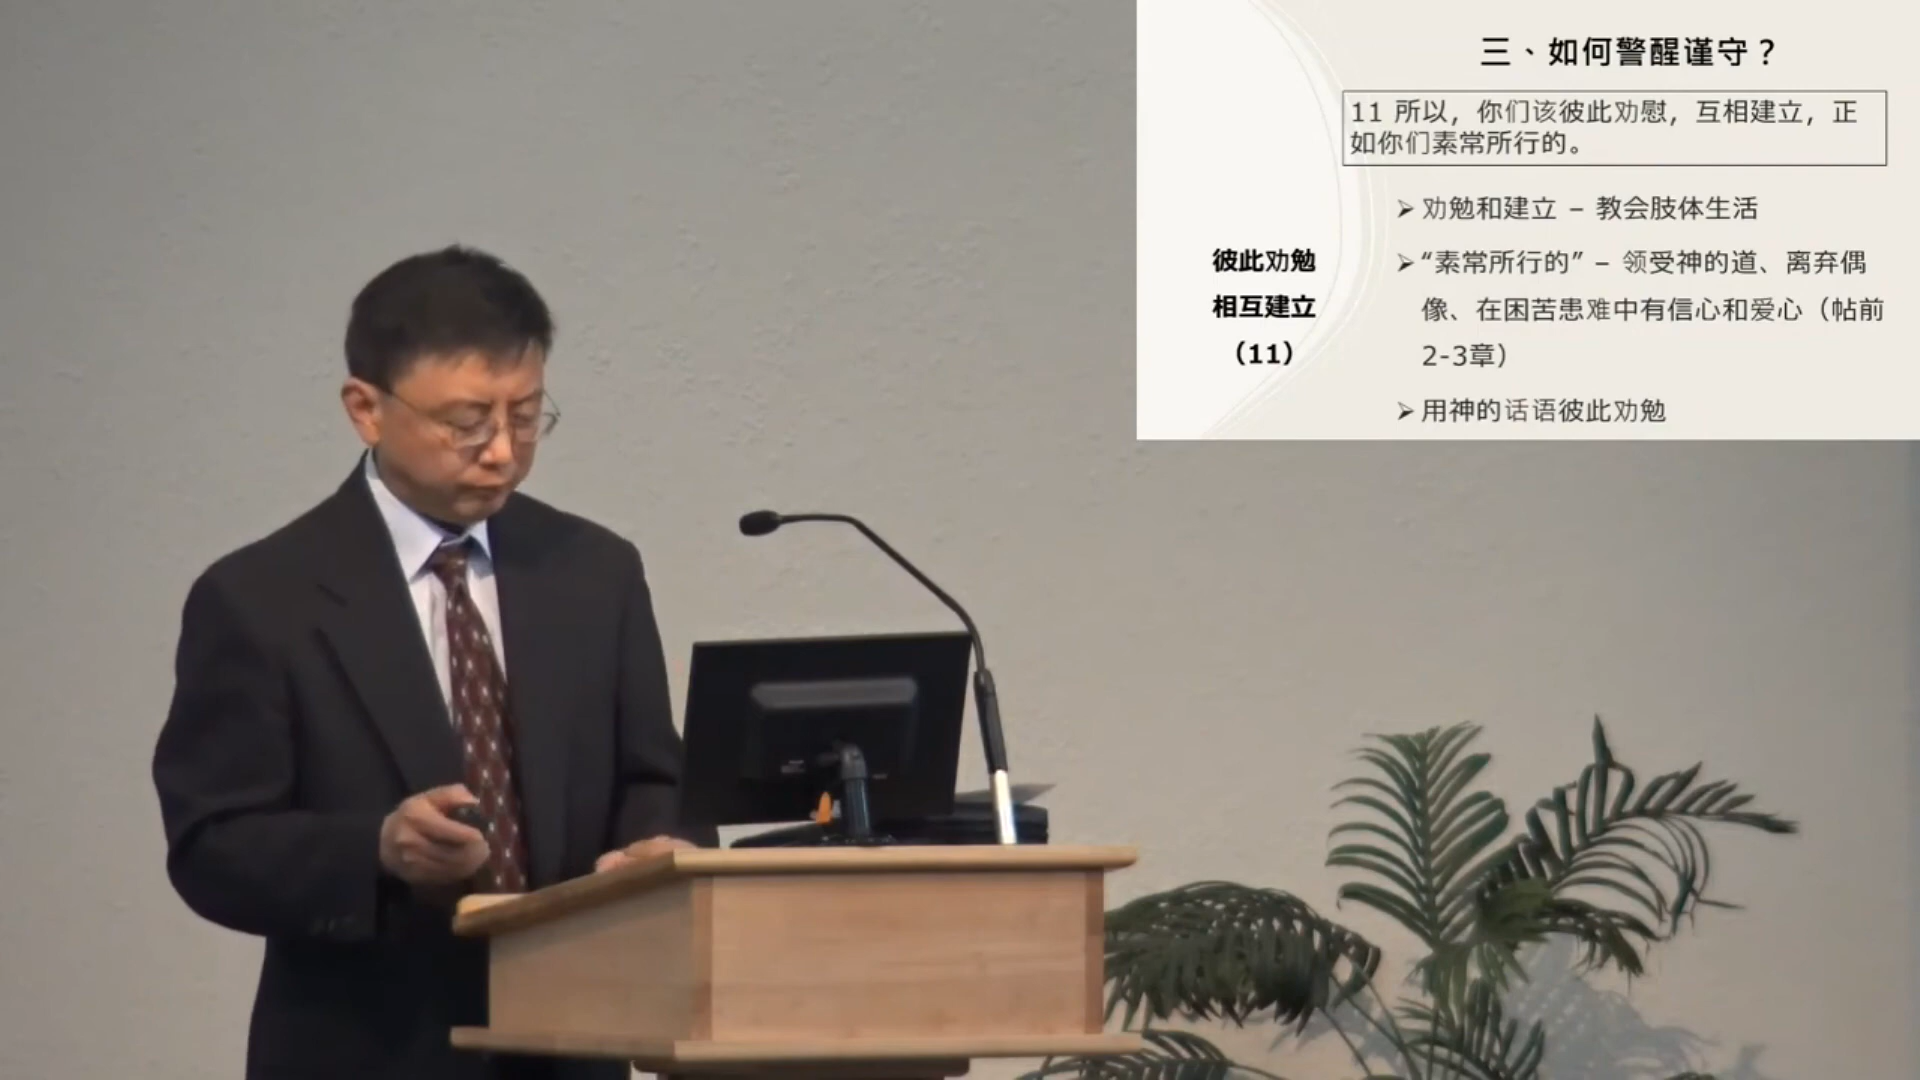 三、如何警醒谨守？
11 所以，你们该彼此劝慰，互相建立，正
如你们素常所行的。
彼此劝勉
相互建立
（11）
➢ 劝勉和建立 – 教会肢体生活
➢ “素常所行的” – 领受神的道、离弃偶
像、在困苦患难中有信心和爱心（帖前
2-3章）
➢ 用神的话语彼此劝勉